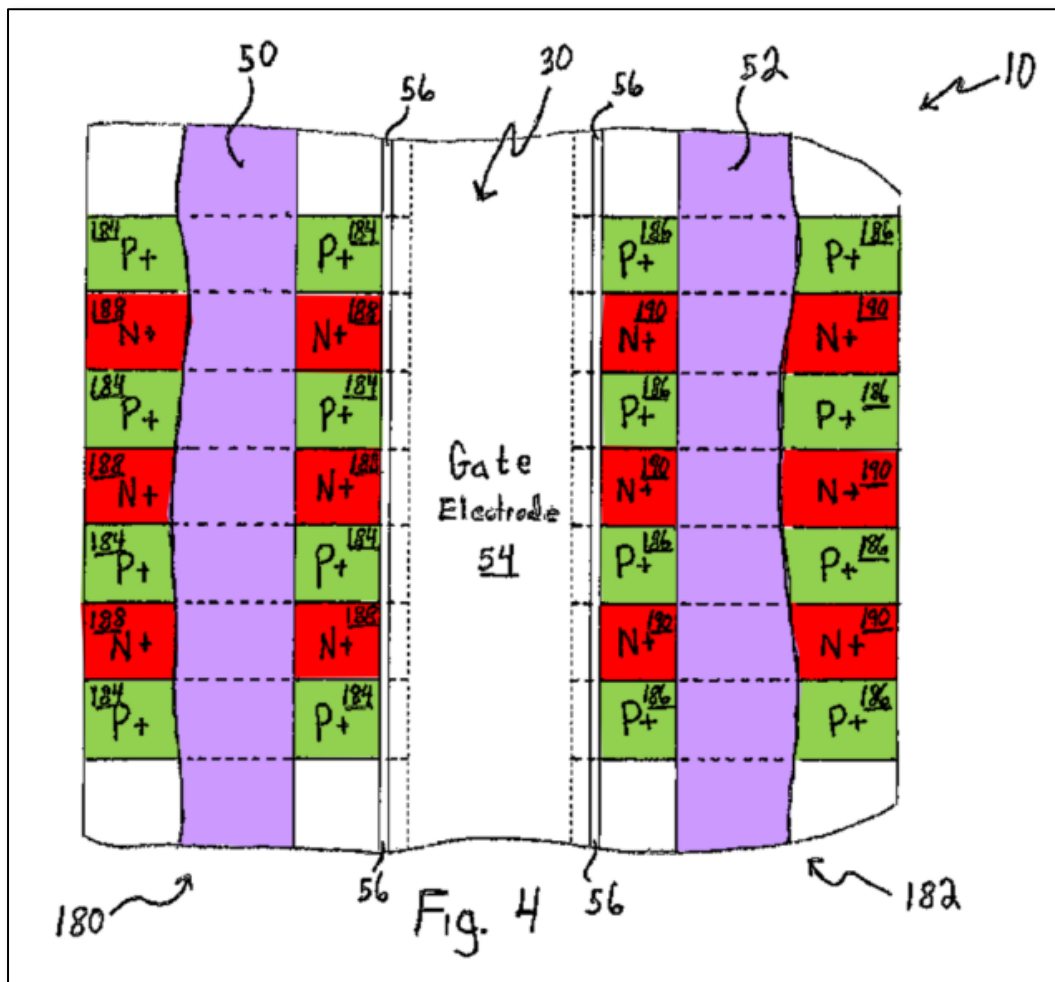 50 30 52 10
56 56
184 P+ 184 P+ 186 P+ 186 P+
188 N+ 188 N+ 190 N+ 190 N+
184 P+ 184 P+ 186 P+ 186 P+
188 N+ 188 N+ 190 N+ 190 N+
Gate
Electrode
54
184 P+ 184 P+ 186 P+ 186 P+
188 N+ 188 N+ 190 N+ 190 N+
184 P+ 184 P+ 186 P+ 186 P+
56 56
180 182
Fig. 4